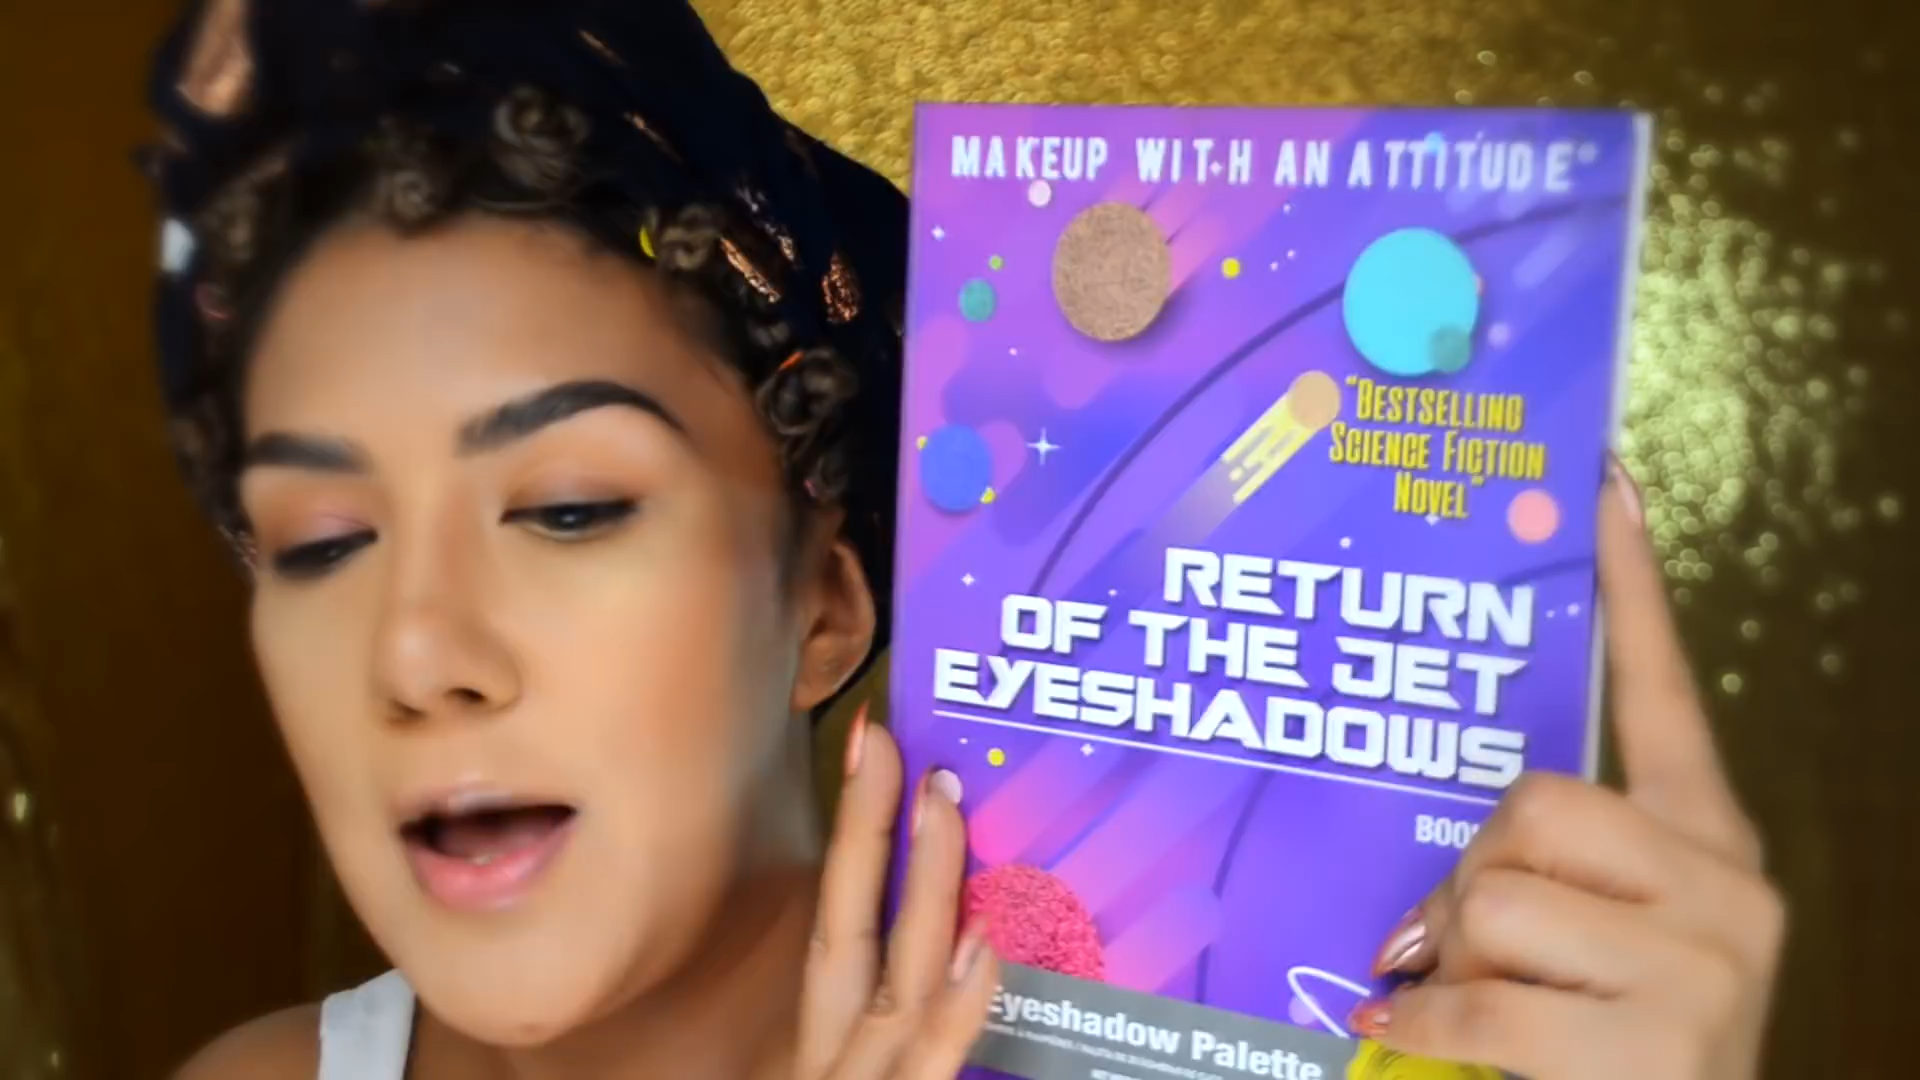 MAKEUP WITH AN ATTITUDE
"BESTSELLING
SCIENCE FICTION
NOVEL"
RETURN
OF THE JET
EYESHADOWS
Eyeshadow Palette